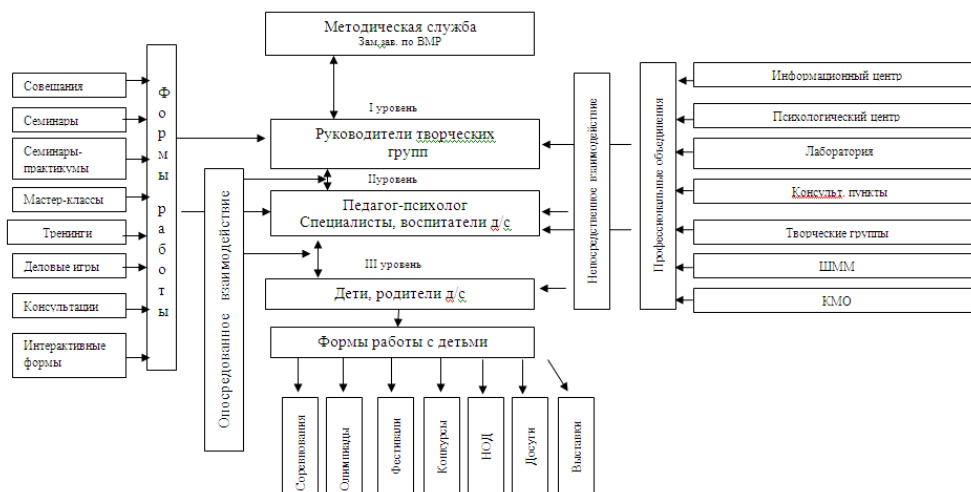 Методическая служба
Зам.зав. по ВМР
I уровень
Руководители творческих
групп
IIуровень
Педагог-психолог
Специалисты, воспитатели д/с
III уровень
Дети, родители д/с
Формы работы с детьми
Соревнования
Олимпиады
Фестивали
Конкурсы
НОД
Досуги
Выставки
Совещания
Семинары
Семинары-
практикумы
Мастер-классы
Тренинги
Деловые игры
Консультации
Интерактивные
формы
Формы работы
Опосредованное взаимодействие
Непосредственное взаимодействие
Профессиональные объединения
Информационный центр
Психологический центр
Лаборатория
Консульт. пункты
Творческие группы
ШММ
КМО